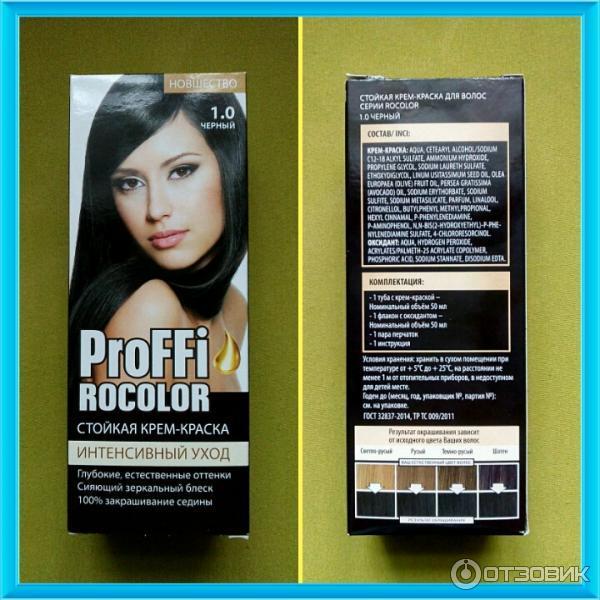 НОВШЕСТВО
1.0
ЧЕРНЫЙ
ProFFi
ROCOLOR
СТОЙКАЯ КРЕМ-КРАСКА
ИНТЕНСИВНЫЙ УХОД
Глубокие, естественные оттенки
Сияющий зеркальный блеск
100% закрашивание седины
СТОЙКАЯ КРЕМ-КРАСКА ДЛЯ ВОЛОС
СЕРИИ ROCOLOR
1.0 ЧЕРНЫЙ
СОСТАВ/ INCI:
КРЕМ-КРАСКА: AQUA, CETEARYL ALCOHOL/SODIUM
C12-18 ALKYL SULFATE, AMMONIUM HYDROXIDE,
PROPYLENE GLYCOL, SODIUM LAURETH SULFATE,
ETHOXYDIGLYCOL, LINUM USITATISSIMUM SEED OIL, OLEA
EUROPAEA (OLIVE) FRUIT OIL, PERSEA GRATISSIMA
(AVOCADO) OIL, SODIUM ERYTHORBATE, SODIUM
SULFITE, SODIUM METASILICATE, PARFUM, LINALOOL,
CITRONELLOL, BUTYLPHENYL METHYLPROPIONAL,
HEXYL CINNAMAL, P-PHENYLENEDIAMINE,
P-AMINOPHENOL, N,N-BIS(2-HYDROXYETHYL)-P-PHE-
NYLENEDIAMINE SULFATE, 4-CHLORORESORCINOL.
ОКСИДАНТ: AQUA, HYDROGEN PEROXIDE,
ACRYLATES/PALMETH-25 ACRYLATE COPOLYMER,
PHOSPHORIC ACID, SODIUM STANNATE, DISODIUM EDTA.
КОМПЛЕКТАЦИЯ:
- 1 туба с крем-краской –
Номинальный объём 50 мл
- 1 флакон с оксидантом –
Номинальный объём 50 мл
- 1 пара перчаток
- 1 инструкция
Условия хранения: хранить в сухом помещении при
температуре от + 5°C до + 25°C, на расстоянии не
менее 1 м от отопительных приборов, в недоступном
для детей месте.
Годен до (месяц, год, упаковщик №, партия №):
см. на упаковке.
ГОСТ 32837-2014, ТР ТС 009/2011
Результат окрашивания зависит
от исходного цвета Ваших волос
Светло-русый Русый Темно-русый Шатен
ВАШ ЕСТЕСТВЕННЫЙ ЦВЕТ ВОЛОС
РЕЗУЛЬТАТ ОКРАШИВАНИЯ
ОТЗОВИК